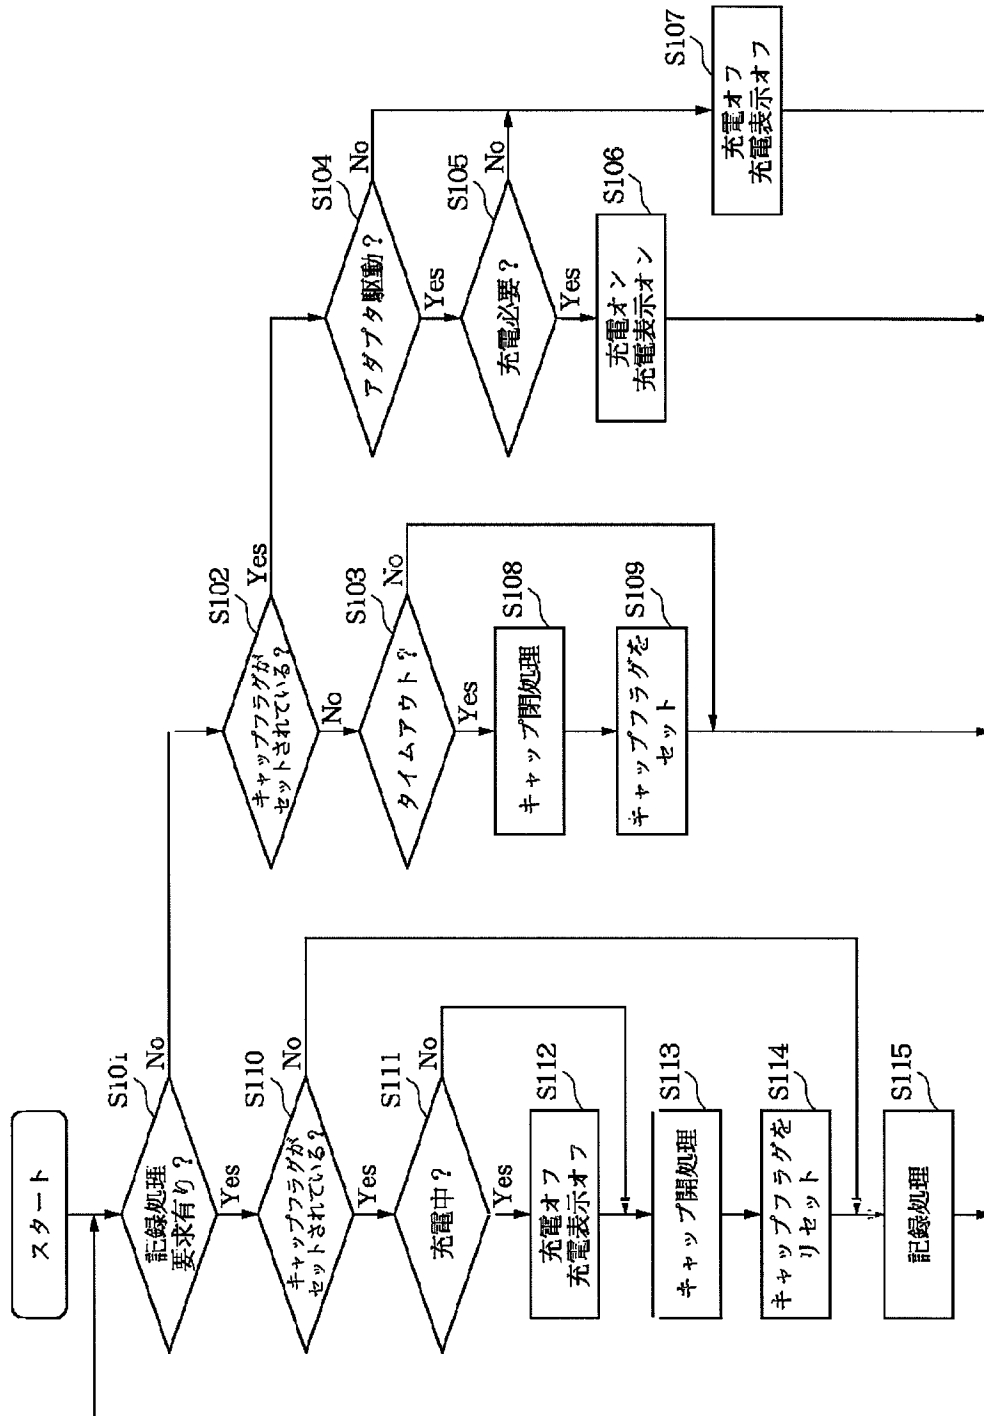 スタート
S101
記録処理
要求有り？
No
Yes
S110
キャップフラグが
セットされている？
No
Yes
S111
充電中？
No
Yes
S112
充電オフ
充電表示オフ
S113
キャップ開処理
S114
キャップフラグを
リセット
S115
記録処理
S102
キャップフラグが
セットされている？
Yes
No
S103
タイムアウト？
No
Yes
S108
キャップ閉処理
S109
キャップフラグを
セット
S104
アダプタ駆動？
No
Yes
S105
充電必要？
No
Yes
S106
充電オン
充電表示オン
S107
充電オフ
充電表示オフ